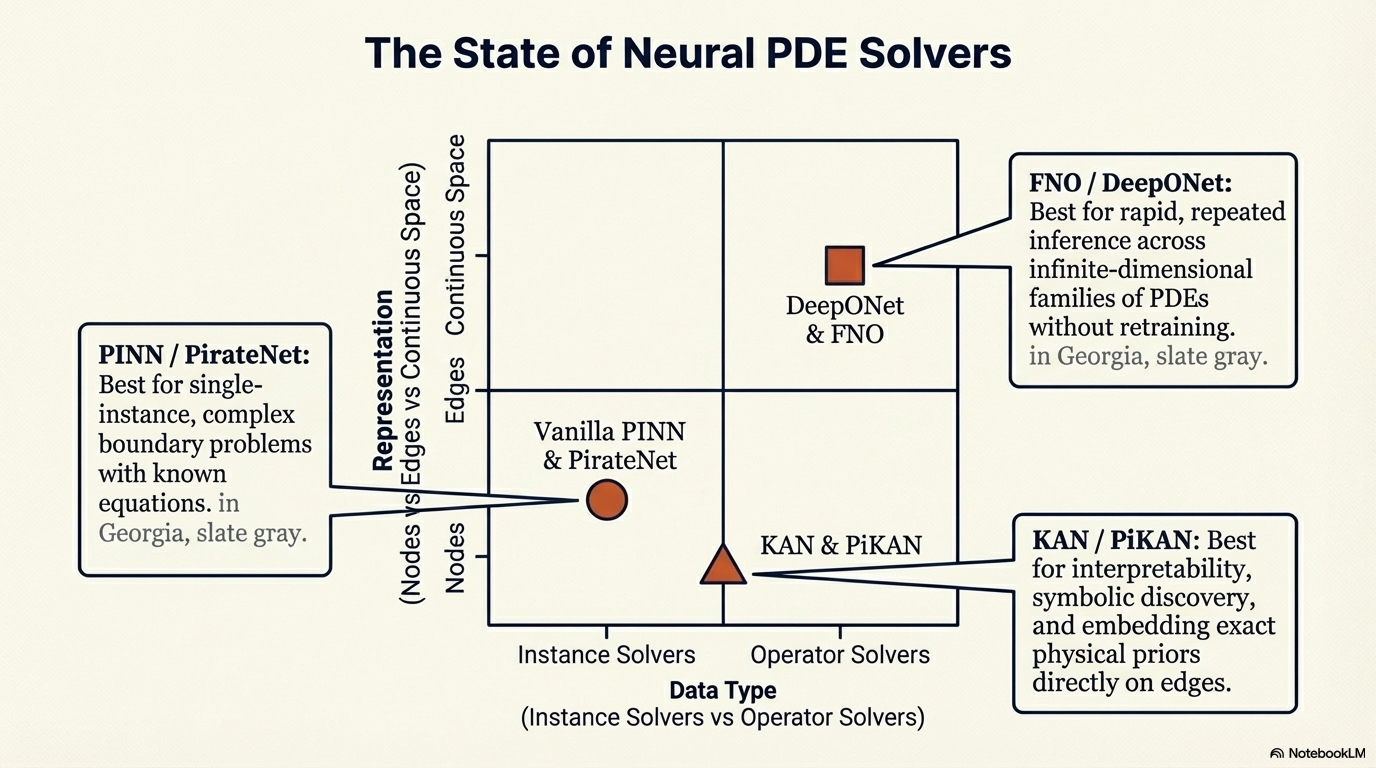 The State of Neural PDE Solvers
PINN / PirateNet:
Best for single-
instance, complex
boundary problems
with known
equations. in
Georgia, slate gray.
Representation
(Nodes vs Edges vs Continuous Space)
Continuous Space
Edges
Nodes
DeepONet
& FNO
Vanilla PINN
& PirateNet
KAN & PiKAN
Instance Solvers
Operator Solvers
Data Type
(Instance Solvers vs Operator Solvers)
FNO / DeepONet:
Best for rapid, repeated
inference across
infinite-dimensional
families of PDEs
without retraining.
in Georgia, slate gray.
KAN / PiKAN: Best
for interpretability,
symbolic discovery,
and embedding exact
physical priors
directly on edges.
NotebookLM